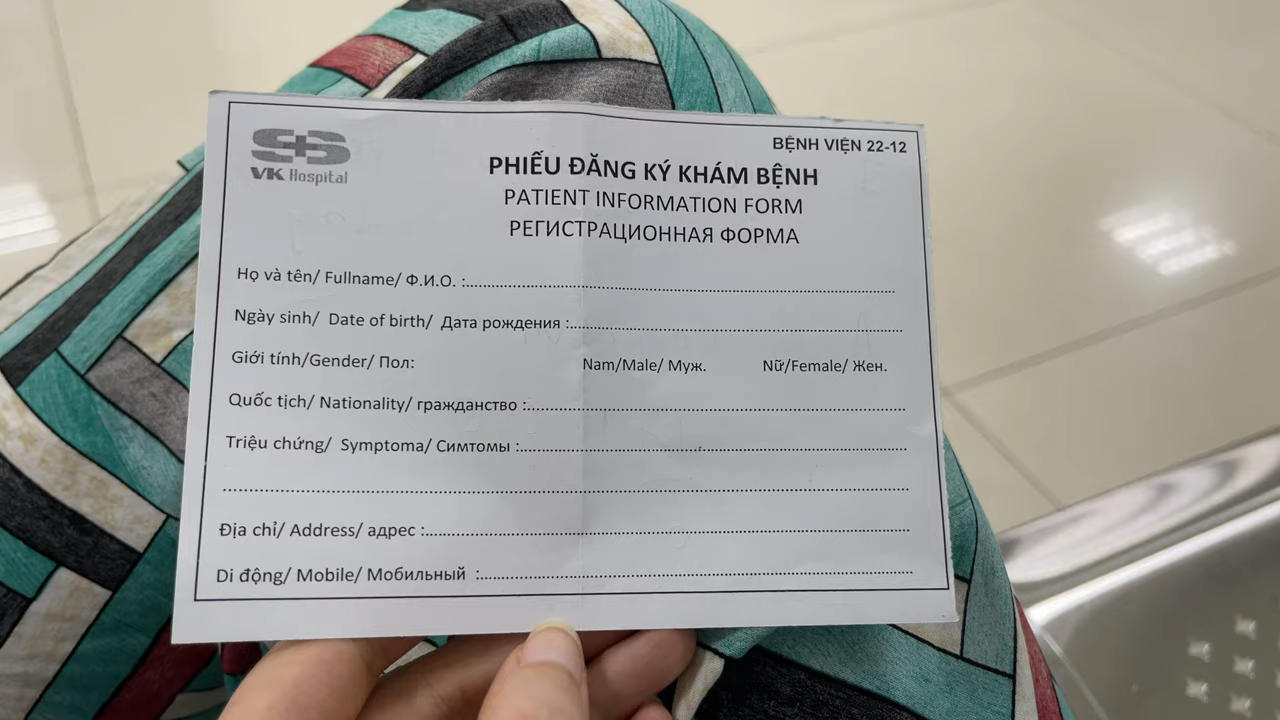 VK Hospital
BỆNH VIỆN 22-12
PHIẾU ĐĂNG KÝ KHÁM BỆNH
PATIENT INFORMATION FORM
РЕГИСТРАЦИОННАЯ ФОРМА
Họ và tên/ Fullname/ Ф.И.О. :
Ngày sinh/ Date of birth/ Дата рождения :
Giới tính/Gender/ Пол: Nam/Male/ Муж. Nữ/Female/ Жен.
Quốc tịch/ Nationality/ гражданство :
Triệu chứng/ Symptoma/ Симтомы :
Địa chỉ/ Address/ адрес :
Di động/ Mobile/ Мобильный :